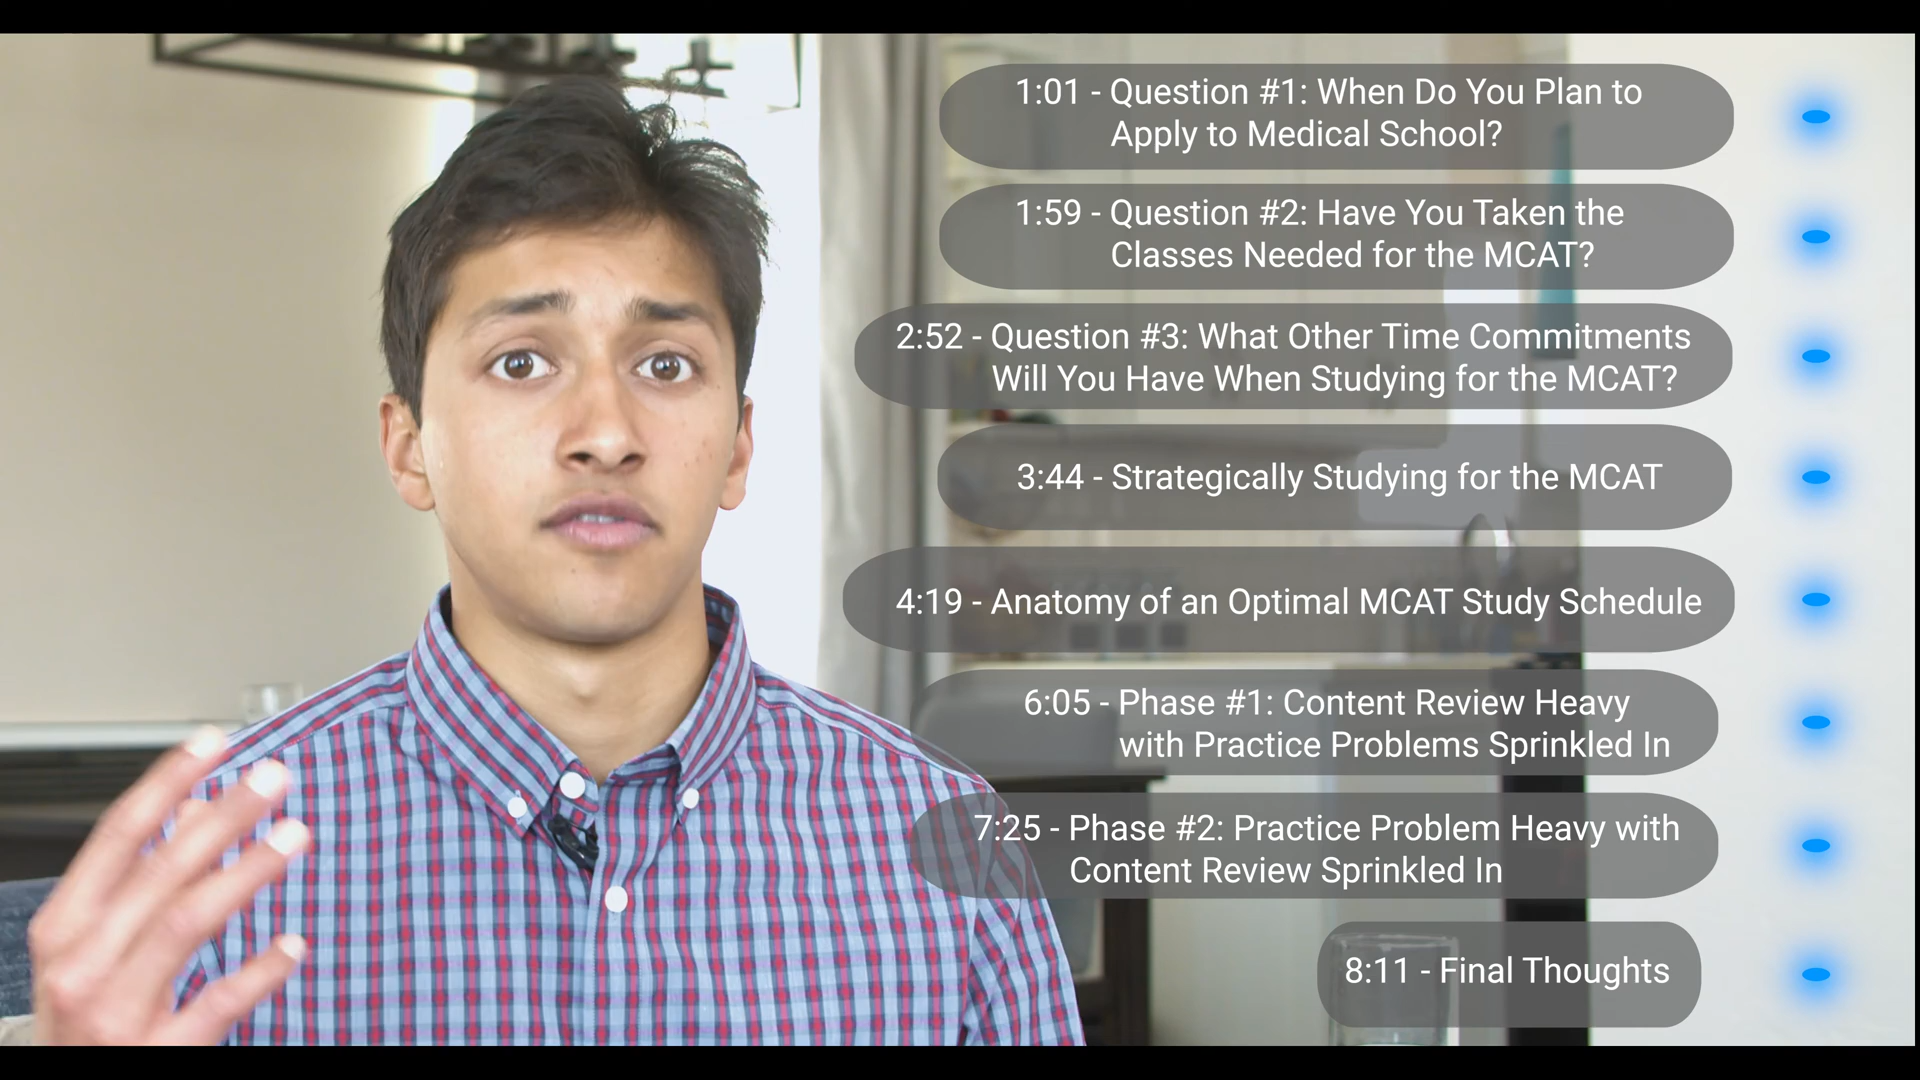 1:01 - Question #1: When Do You Plan to
Apply to Medical School?
1:59 - Question #2: Have You Taken the
Classes Needed for the MCAT?
2:52 - Question #3: What Other Time Commitments
Will You Have When Studying for the MCAT?
3:44 - Strategically Studying for the MCAT
4:19 - Anatomy of an Optimal MCAT Study Schedule
6:05 - Phase #1: Content Review Heavy
with Practice Problems Sprinkled In
7:25 - Phase #2: Practice Problem Heavy with
Content Review Sprinkled In
8:11 - Final Thoughts